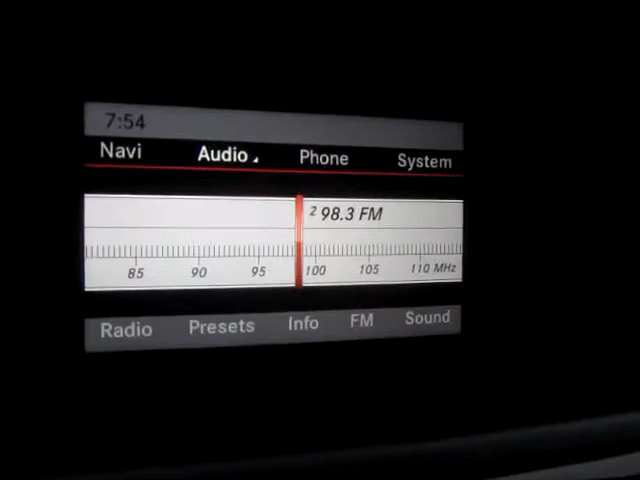 7:54
Navi Audio Phone System
2 98.3 FM
85 90 95 100 105 110 MHz
Radio Presets Info FM Sound